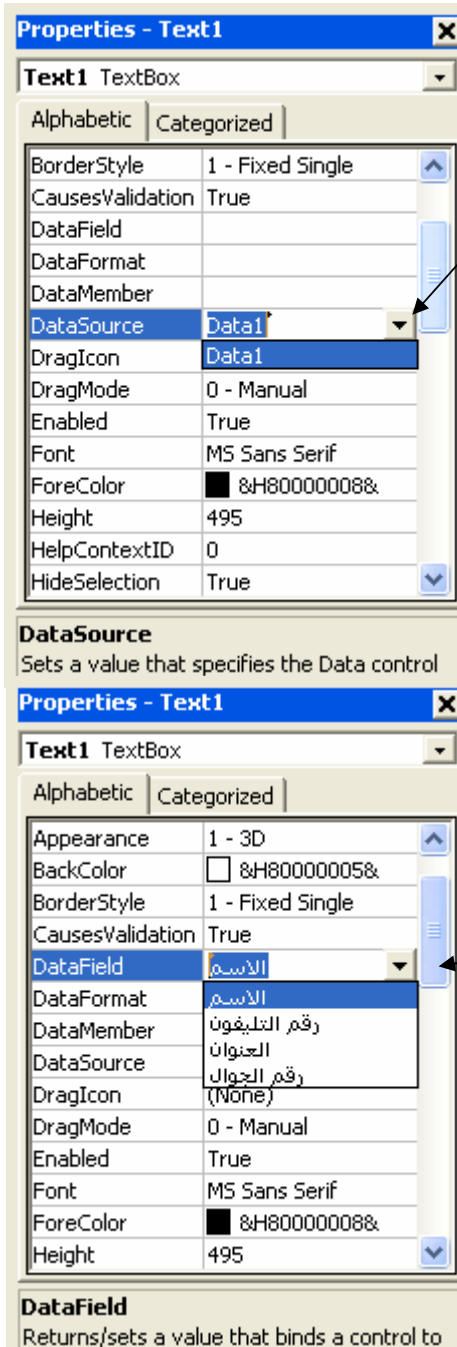 Properties - Text1
Text1 TextBox
Alphabetic Categorized
BorderStyle 1 - Fixed Single
CausesValidation True
DataField
DataFormat
DataMember
DataSource Data1
DragIcon Data1
DragMode 0 - Manual
Enabled True
Font MS Sans Serif
ForeColor &H80000008&
Height 495
HelpContextID 0
HideSelection True
DataSource
Sets a value that specifies the Data control
Properties - Text1
Text1 TextBox
Alphabetic Categorized
Appearance 1 - 3D
BackColor &H80000005&
BorderStyle 1 - Fixed Single
CausesValidation True
DataField الاسم
DataFormat الاسم
DataMember رقم التليفون
DataSource العنوان
رقم الجوال
DragIcon (None)
DragMode 0 - Manual
Enabled True
Font MS Sans Serif
ForeColor &H80000008&
Height 495
DataField
Returns/sets a value that binds a control to